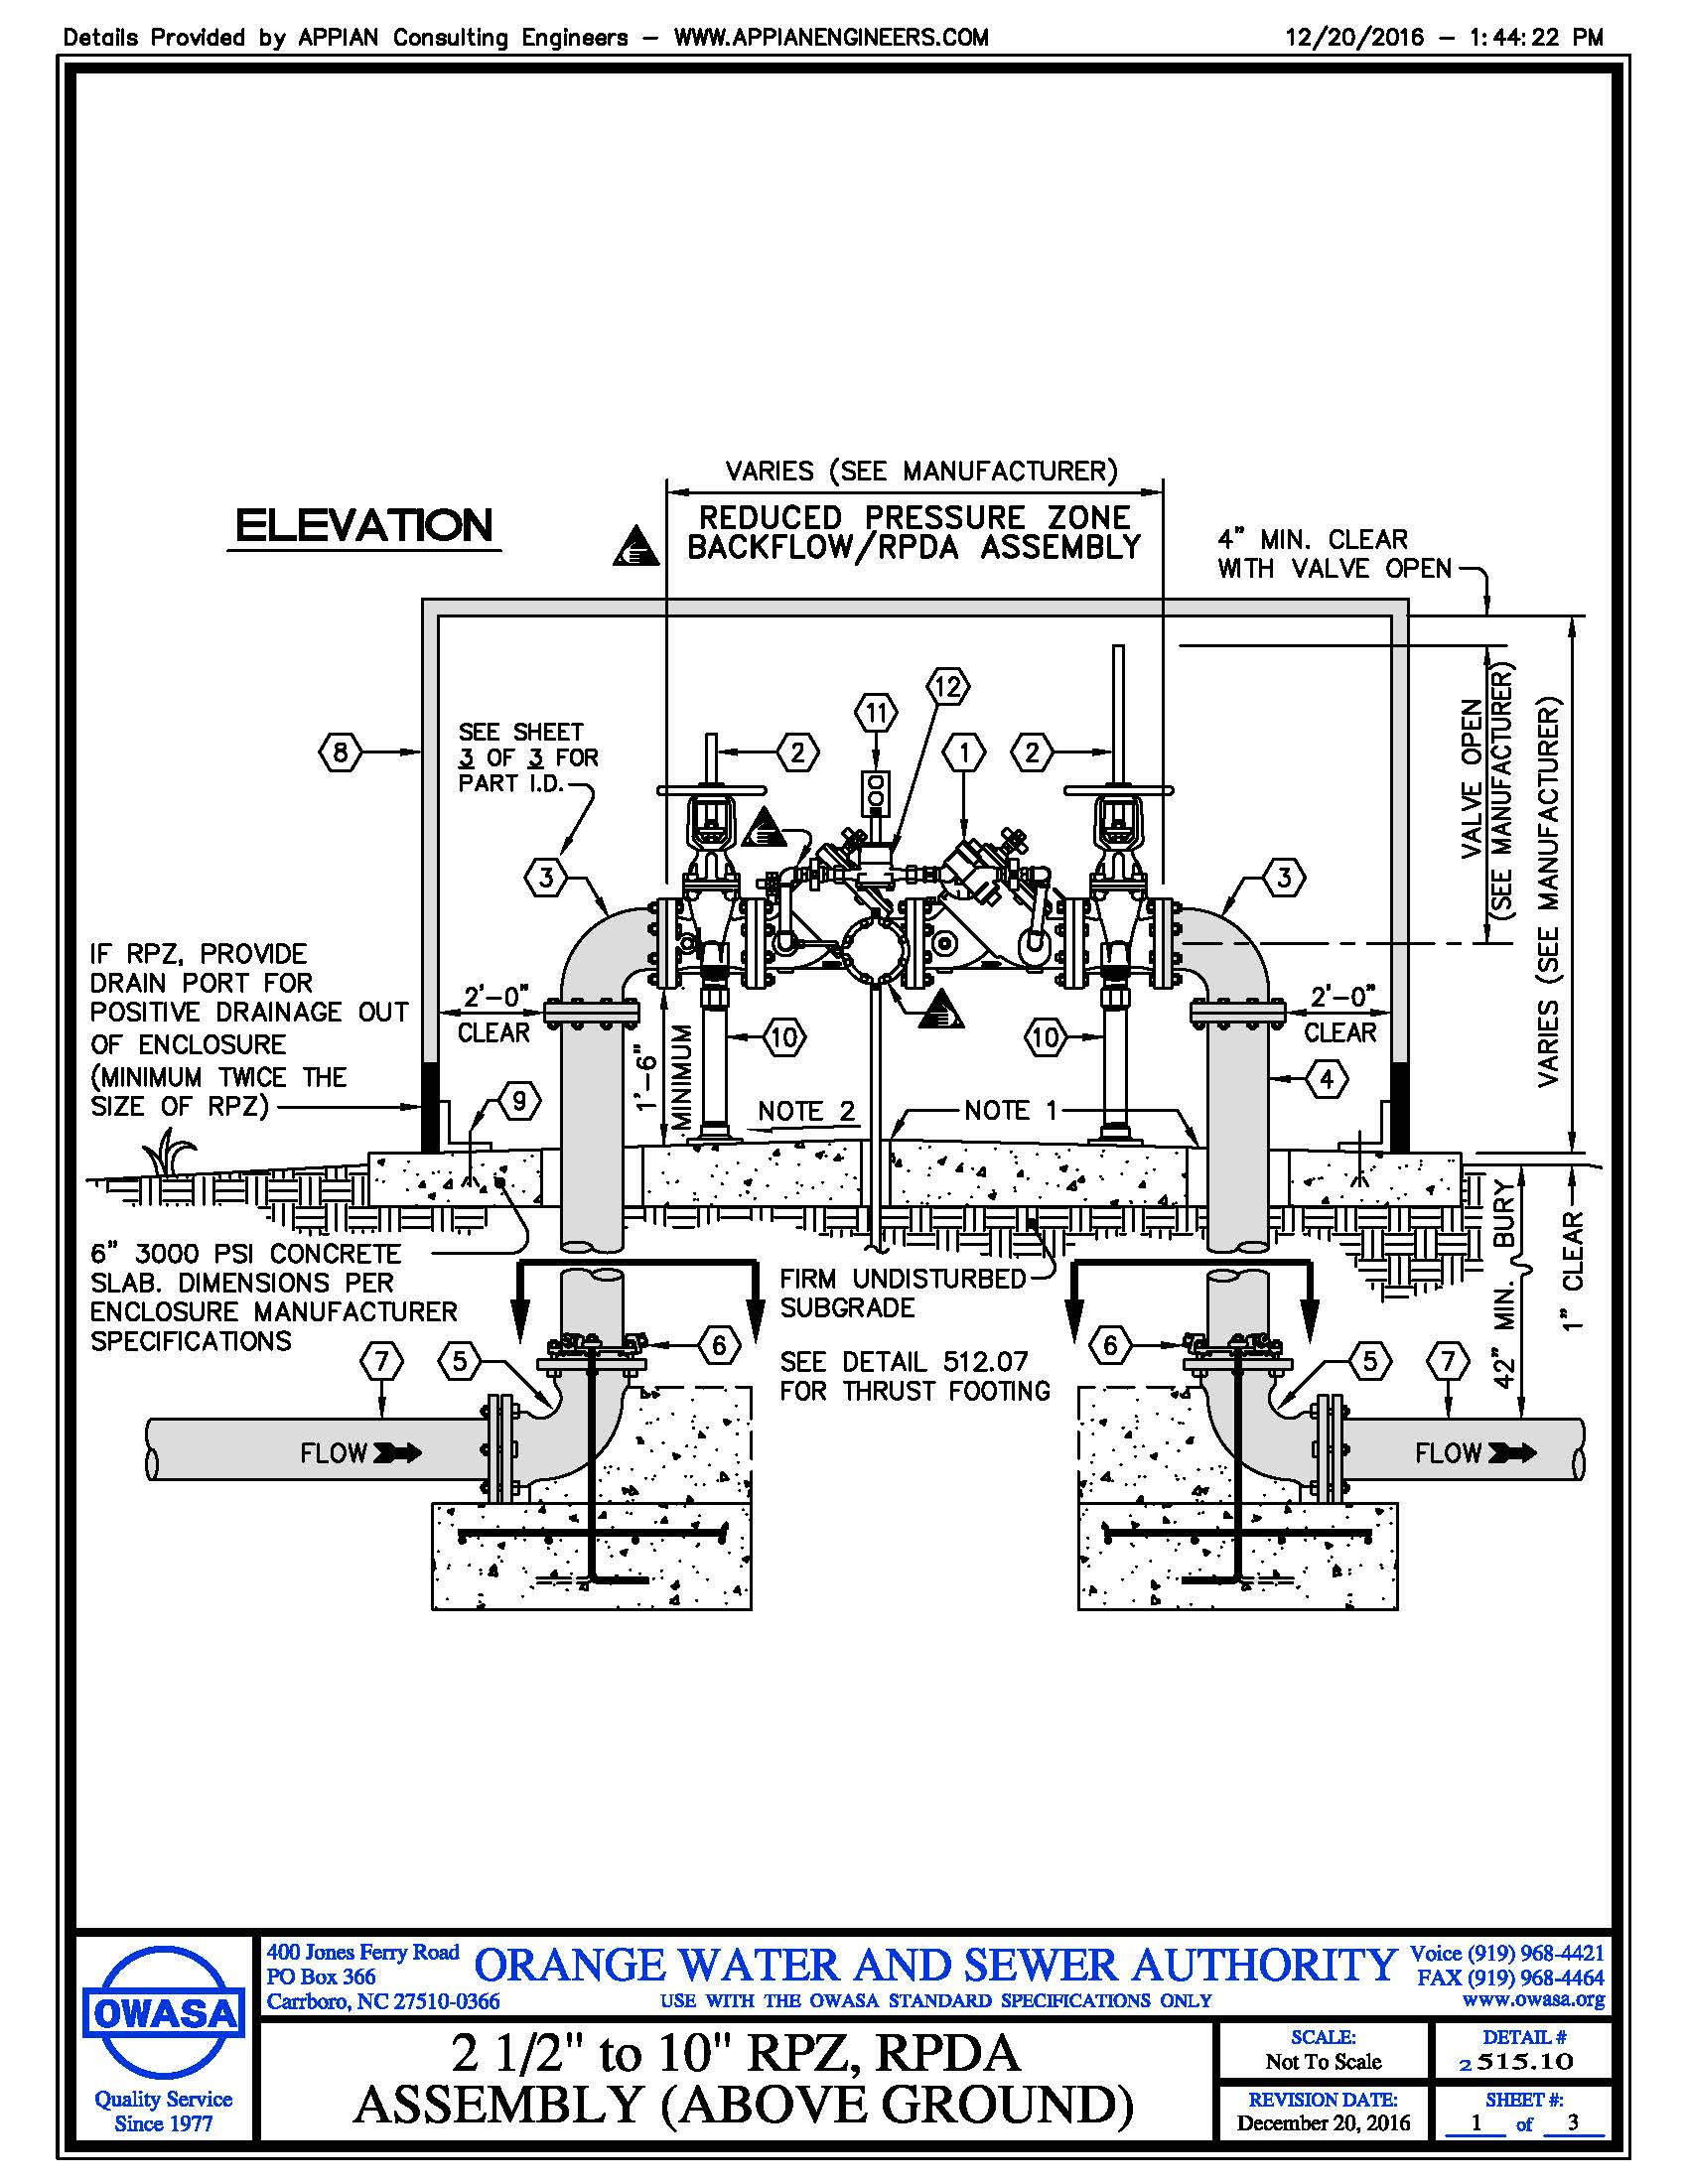 Details Provided by APPIAN Consulting Engineers – WWW.APPIANENGINEERS.COM
12/20/2016 – 1:44:22 PM
VARIES (SEE MANUFACTURER)
ELEVATION
REDUCED PRESSURE ZONE
BACKFLOW/RPDA ASSEMBLY
4" MIN. CLEAR
WITH VALVE OPEN
VALVE OPEN
(SEE MANUFACTURER)
VARIES (SEE MANUFACTURER)
12
11
SEE SHEET
3 OF 3 FOR
PART I.D.
8
2
1
2
3
3
IF RPZ, PROVIDE
DRAIN PORT FOR
POSITIVE DRAINAGE OUT
OF ENCLOSURE
(MINIMUM TWICE THE
SIZE OF RPZ)
2'-0"
CLEAR
2'-0"
CLEAR
1'-6"
MINIMUM
10
10
4
9
NOTE 2
NOTE 1
6" 3000 PSI CONCRETE
SLAB. DIMENSIONS PER
ENCLOSURE MANUFACTURER
SPECIFICATIONS
FIRM UNDISTURBED
SUBGRADE
42" MIN. BURY
1" CLEAR
7
5
6
SEE DETAIL 512.07
FOR THRUST FOOTING
6
5
7
FLOW
FLOW
OWASA
Quality Service
Since 1977
400 Jones Ferry Road
PO Box 366
Carrboro, NC 27510-0366
ORANGE WATER AND SEWER AUTHORITY
USE WITH THE OWASA STANDARD SPECIFICATIONS ONLY
Voice (919) 968-4421
FAX (919) 968-4464
www.owasa.org
2 1/2" to 10" RPZ, RPDA
ASSEMBLY (ABOVE GROUND)
SCALE:
Not To Scale
DETAIL #
2 515.10
REVISION DATE:
December 20, 2016
SHEET #:
1 of 3